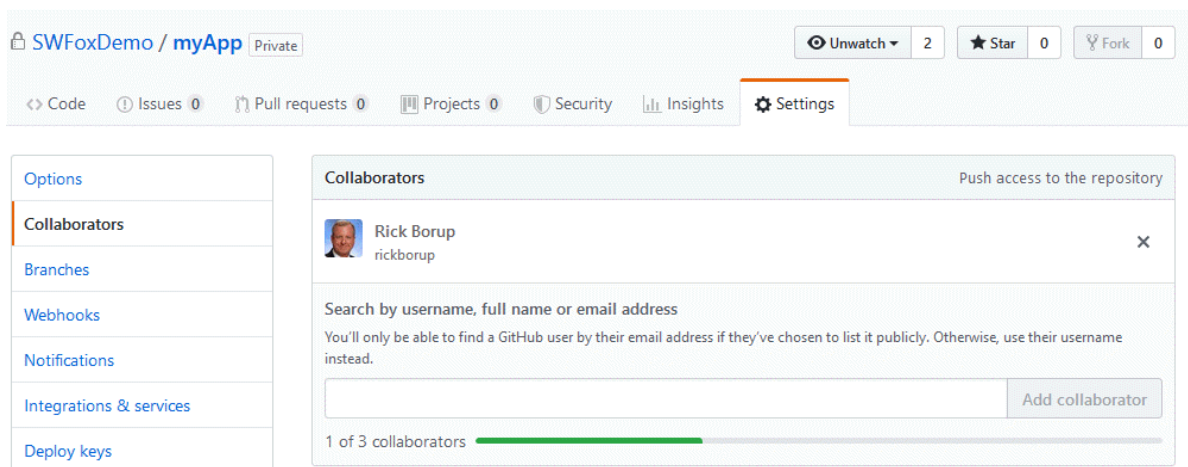 SWFoxDemo / myApp Private Unwatch 2 Star 0 Fork 0
Code Issues 0 Pull requests 0 Projects 0 Security Insights Settings
Options
Collaborators
Branches
Webhooks
Notifications
Integrations & services
Deploy keys
Collaborators Push access to the repository
Rick Borup
rickborup
Search by username, full name or email address
You'll only be able to find a GitHub user by their email address if they've chosen to list it publicly. Otherwise, use their username
instead.
Add collaborator
1 of 3 collaborators